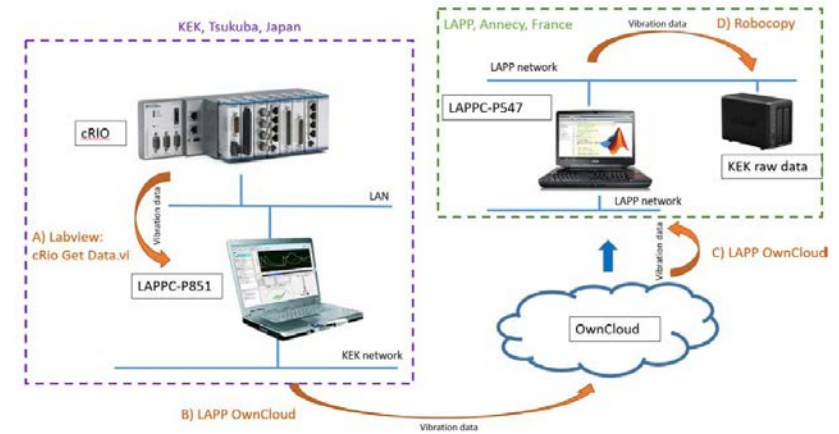 KEK, Tsukuba, Japan
cRIO
LAN
Vibration data
A) Labview:
cRio Get Data.vi
LAPPC-P851
KEK network
B) LAPP OwnCloud
Vibration data
LAPP, Annecy, France
Vibration data
D) Robocopy
LAPP network
LAPPC-P547
KEK raw data
LAPP network
Vibration data
C) LAPP OwnCloud
OwnCloud